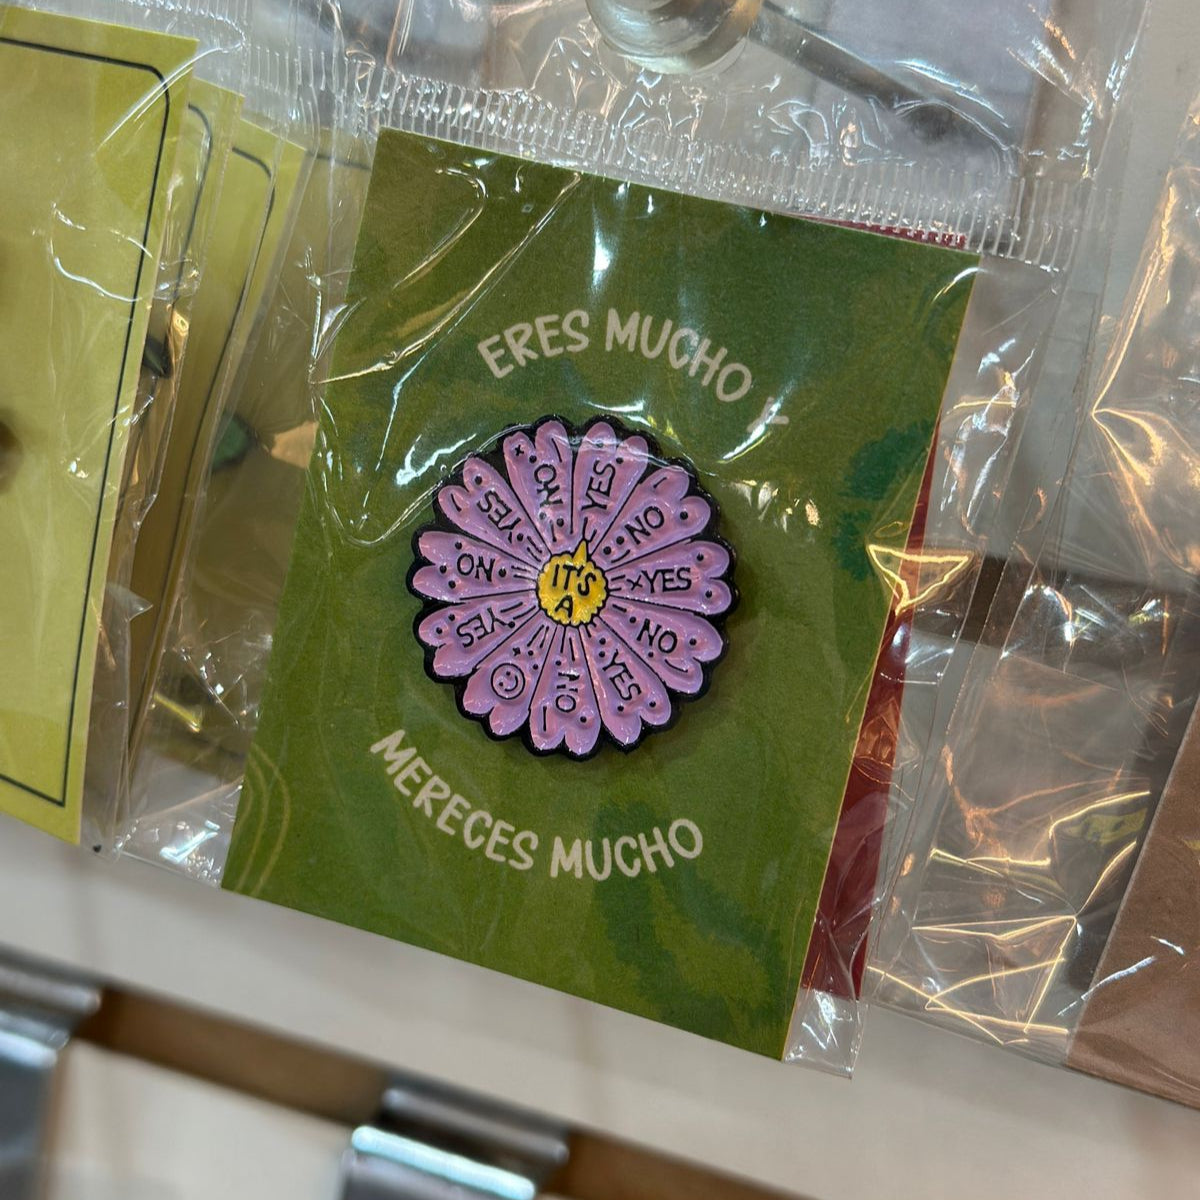 ERES MUCHO Y
YES
NO
YES
NO
YES
NO
YES
NO
YES
NO
YES
IT'S
A
MERECES MUCHO